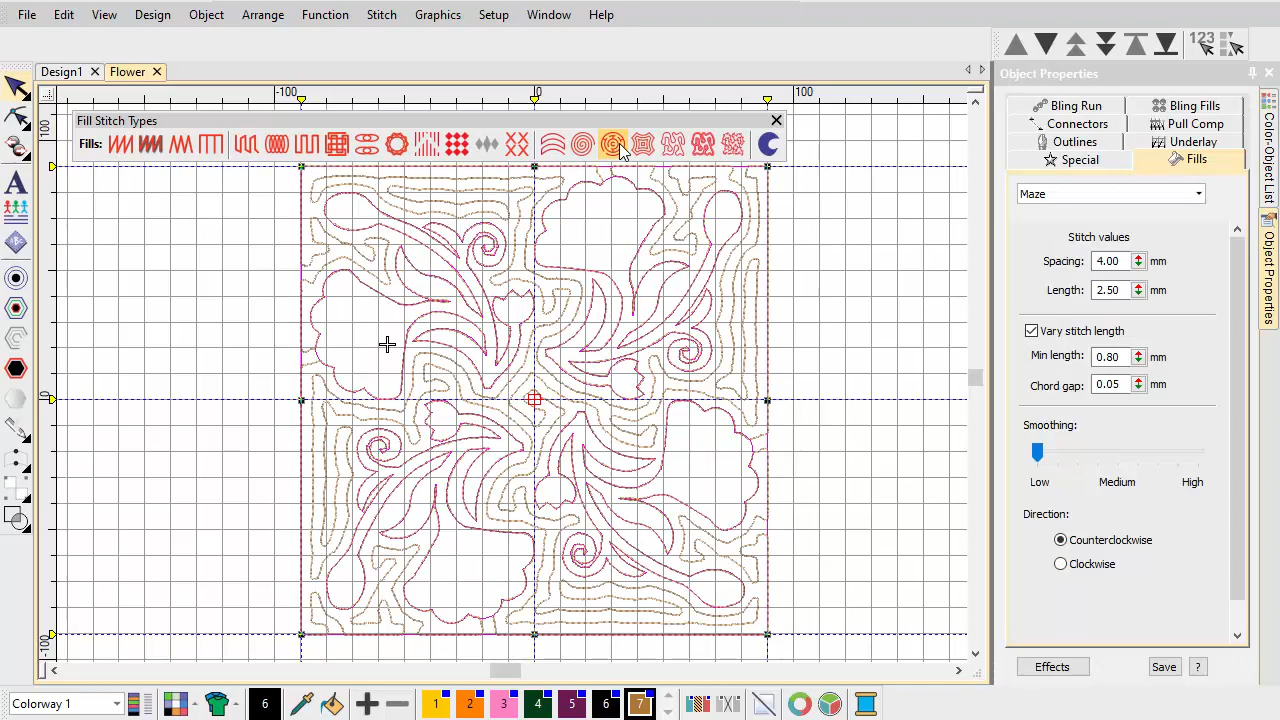 File Edit View Design Object Arrange Function Stitch Graphics Setup Window Help
123
Design1 Flower
Object Properties
-100 0 100
Fill Stitch Types
Fills:
Bling Run Bling Fills
Connectors Pull Comp
Outlines Underlay
Special Fills
Maze
Stitch values
Spacing: 4.00 mm
Length: 2.50 mm
Vary stitch length
Min length: 0.80 mm
Chord gap: 0.05 mm
Smoothing:
Low Medium High
Direction:
Counterclockwise
Clockwise
Effects Save ?
Color-Object List
Object Properties
100
0
-100
Colorway 1 6 1 2 3 4 5 6 7